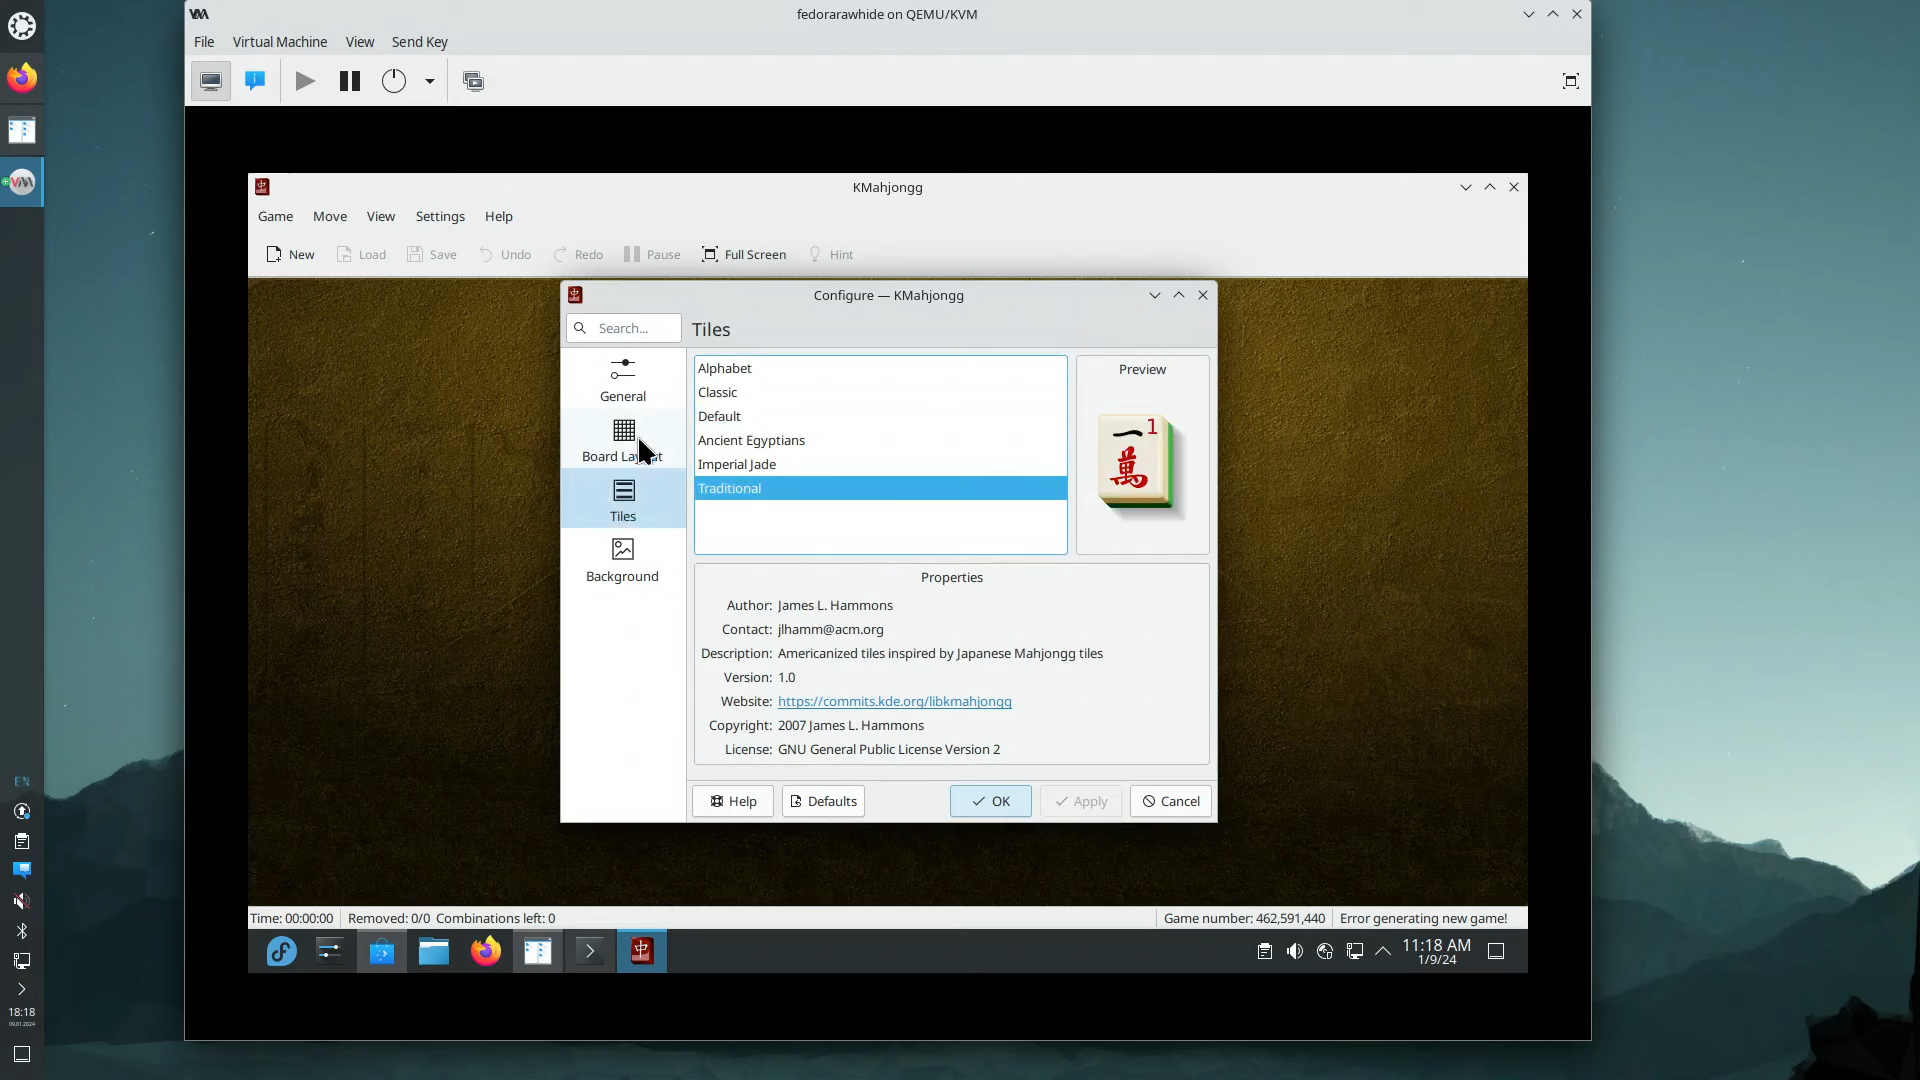 fedorarawhide on QEMU/KVM
File Virtual Machine View Send Key
KMahjongg
Game Move View Settings Help
New Load Save Undo Redo Pause Full Screen Hint
Configure — KMahjongg
Search...
Tiles
General
Board
Tiles
Background
Alphabet
Classic
Default
Ancient Egyptians
Imperial Jade
Traditional
Preview
一 1
萬
Properties
Author: James L. Hammons
Contact: jlhamm@acm.org
Description: Americanized tiles inspired by Japanese Mahjongg tiles
Version: 1.0
Website: https://commits.kde.org/libkmahjongg
Copyright: 2007 James L. Hammons
License: GNU General Public License Version 2
Help Defaults OK Apply Cancel
Time: 00:00:00 Removed: 0/0 Combinations left: 0 Game number: 462,591,440 Error generating new game!
中 11:18 AM
1/9/24
EN
18:18
09.01.2024